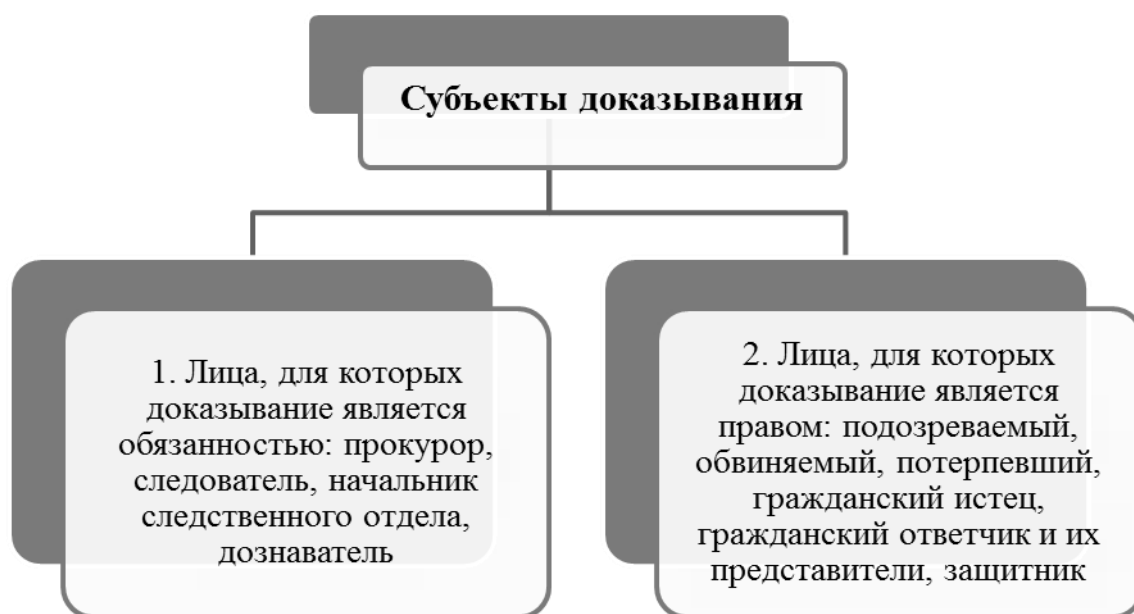 Субъекты доказывания
1. Лица, для которых
доказывание является
обязанностью: прокурор,
следователь, начальник
следственного отдела,
дознаватель
2. Лица, для которых
доказывание является
правом: подозреваемый,
обвиняемый, потерпевший,
гражданский истец,
гражданский ответчик и их
представители, защитник